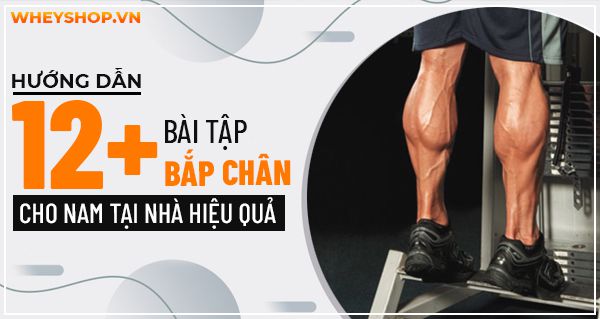 WHEYSHOP.VN
HƯỚNG DẪN
12+ BÀI TẬP
BẮP CHÂN
CHO NAM TẠI NHÀ HIỆU QUẢ